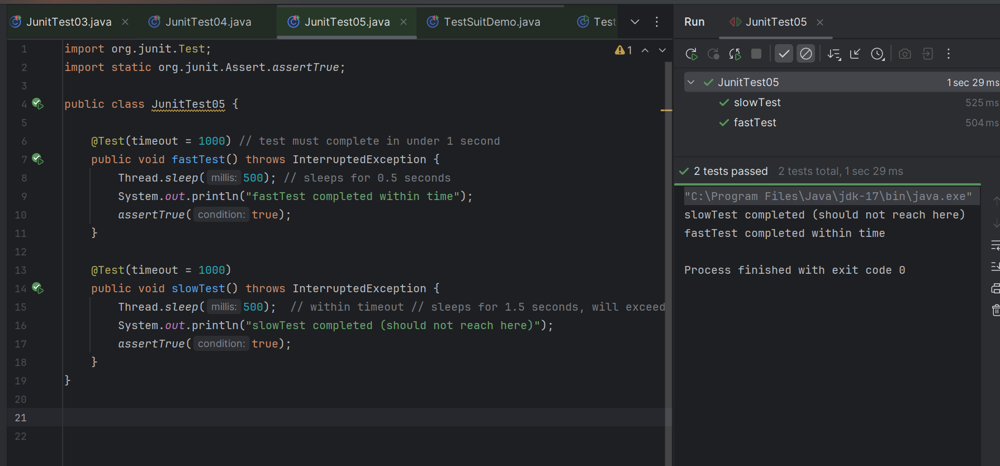 JunitTest03.java
JunitTest04.java
JunitTest05.java
TestSuitDemo.java
Test
1 import org.junit.Test;
2 import static org.junit.Assert.assertTrue;
3
4 public class JunitTest05 {
5
6 @Test(timeout = 1000) // test must complete in under 1 second
7 public void fastTest() throws InterruptedException {
8 Thread.sleep( millis: 500); // sleeps for 0.5 seconds
9 System.out.println("fastTest completed within time");
10 assertTrue( condition: true);
11 }
12
13 @Test(timeout = 1000)
14 public void slowTest() throws InterruptedException {
15 Thread.sleep( millis: 500);  // within timeout // sleeps for 1.5 seconds, will exceed
16 System.out.println("slowTest completed (should not reach here)");
17 assertTrue( condition: true);
18 }
19 }
20
21
22
1
Run JunitTest05
JunitTest05 1 sec 29 ms
slowTest 525 ms
fastTest 504 ms
2 tests passed 2 tests total, 1 sec 29 ms
"C:\Program Files\Java\jdk-17\bin\java.exe"
slowTest completed (should not reach here)
fastTest completed within time
Process finished with exit code 0